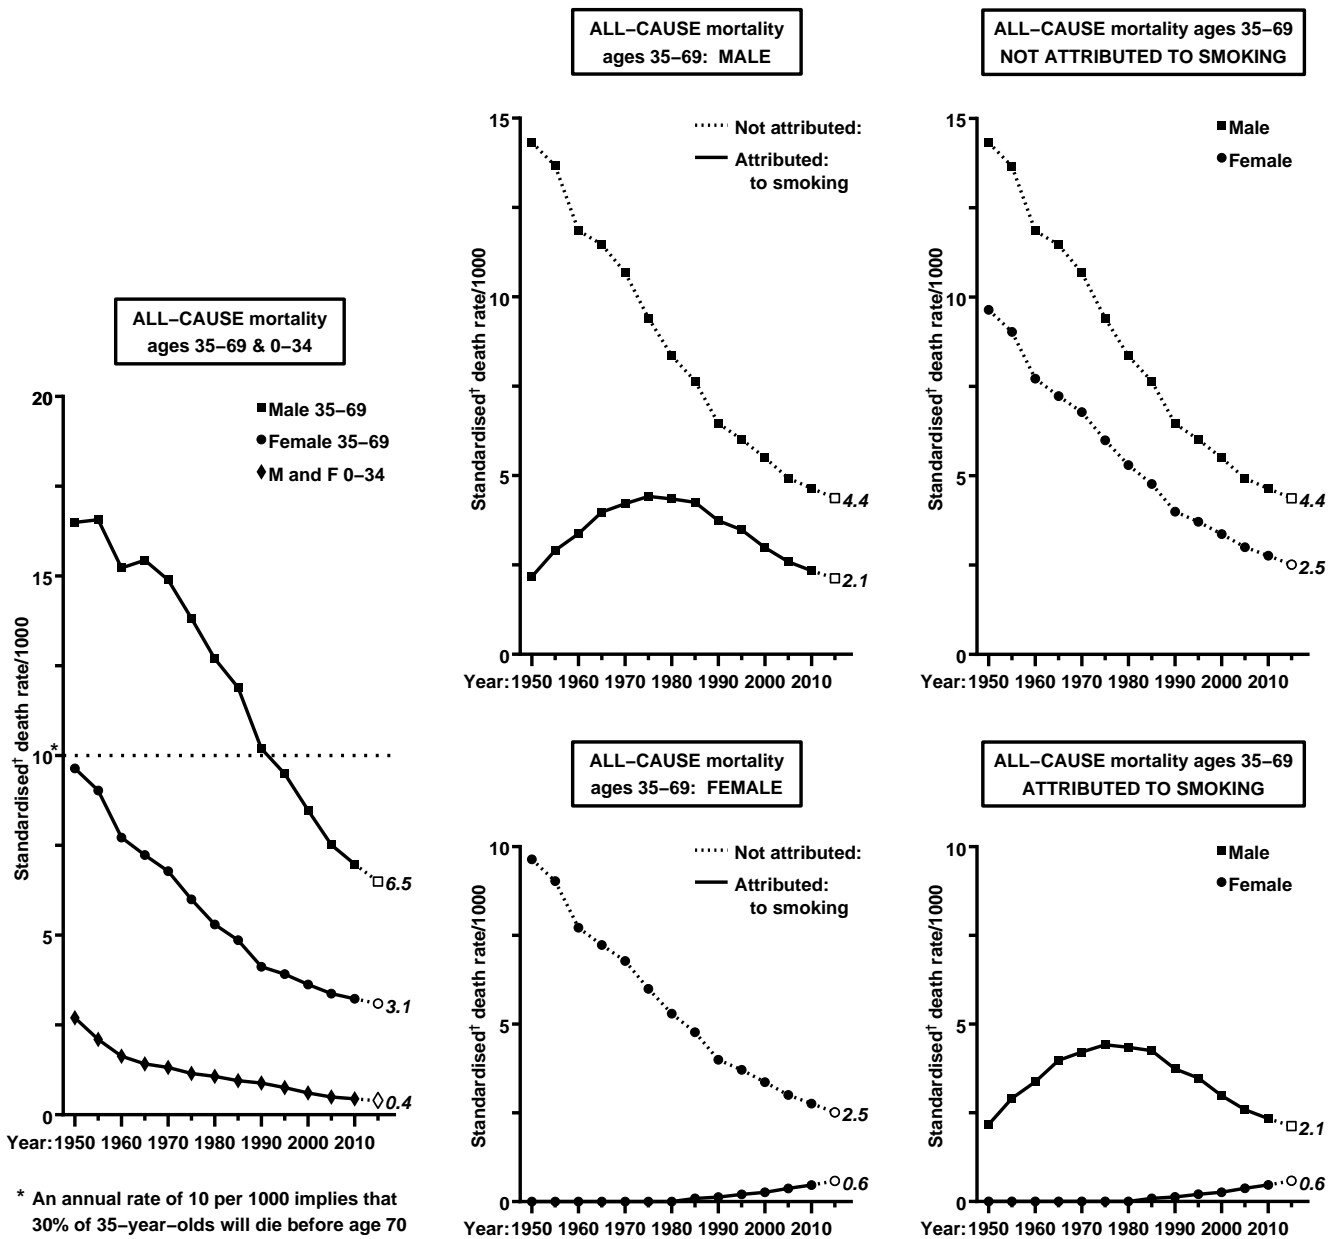 ALL–CAUSE mortality
ages 35–69 & 0–34
20
15
10
5
0
*
Standardised† death rate/1000
Male 35–69
Female 35–69
M and F 0–34
6.5
3.1
0.4
Year: 1950 1960 1970 1980 1990 2000 2010
* An annual rate of 10 per 1000 implies that
30% of 35–year–olds will die before age 70
ALL–CAUSE mortality
ages 35–69: MALE
15
10
5
0
Standardised† death rate/1000
Not attributed:
Attributed:
to smoking
4.4
2.1
Year: 1950 1960 1970 1980 1990 2000 2010
ALL–CAUSE mortality ages 35–69
NOT ATTRIBUTED TO SMOKING
15
10
5
0
Standardised† death rate/1000
Male
Female
4.4
2.5
Year: 1950 1960 1970 1980 1990 2000 2010
ALL–CAUSE mortality
ages 35–69: FEMALE
10
5
0
Standardised† death rate/1000
Not attributed:
Attributed:
to smoking
2.5
0.6
Year: 1950 1960 1970 1980 1990 2000 2010
ALL–CAUSE mortality ages 35–69
ATTRIBUTED TO SMOKING
10
5
0
Standardised† death rate/1000
Male
Female
2.1
0.6
Year: 1950 1960 1970 1980 1990 2000 2010